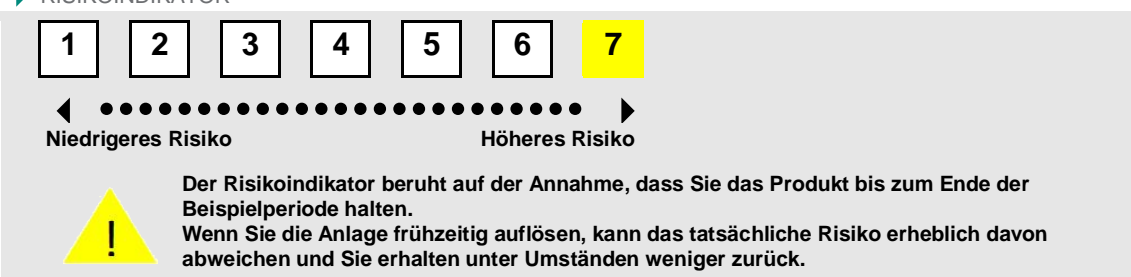 RISIKOINDIKATOR
1 2 3 4 5 6 7
Niedrigeres Risiko Höheres Risiko
Der Risikoindikator beruht auf der Annahme, dass Sie das Produkt bis zum Ende der
Beispielperiode halten.
! Wenn Sie die Anlage frühzeitig auflösen, kann das tatsächliche Risiko erheblich davon
abweichen und Sie erhalten unter Umständen weniger zurück.